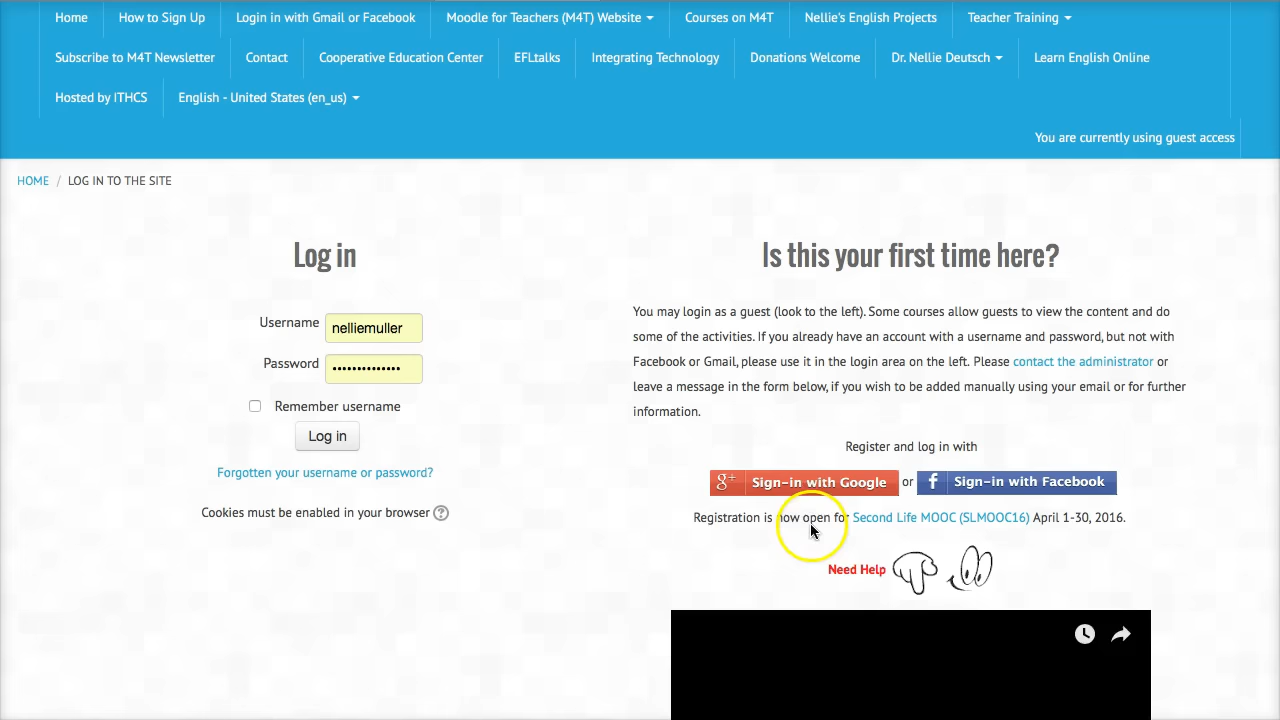 Home How to Sign Up Login in with Gmail or Facebook Moodle for Teachers (M4T) Website Courses on M4T Nellie's English Projects Teacher Training
Subscribe to M4T Newsletter Contact Cooperative Education Center EFLtalks Integrating Technology Donations Welcome Dr. Nellie Deutsch Learn English Online
Hosted by ITHCS English - United States (en_us)
You are currently using guest access
HOME / LOG IN TO THE SITE
Log in
Username nelliemuller
Password ••••••••••••••
Remember username
Log in
Forgotten your username or password?
Cookies must be enabled in your browser ?
Is this your first time here?
You may login as a guest (look to the left). Some courses allow guests to view the content and do
some of the activities. If you already have an account with a username and password, but not with
Facebook or Gmail, please use it in the login area on the left. Please contact the administrator or
leave a message in the form below, if you wish to be added manually using your email or for further
information.
Register and log in with
g+ Sign-in with Google or f Sign-in with Facebook
Registration is now open for Second Life MOOC (SLMOOC16) April 1-30, 2016.
Need Help